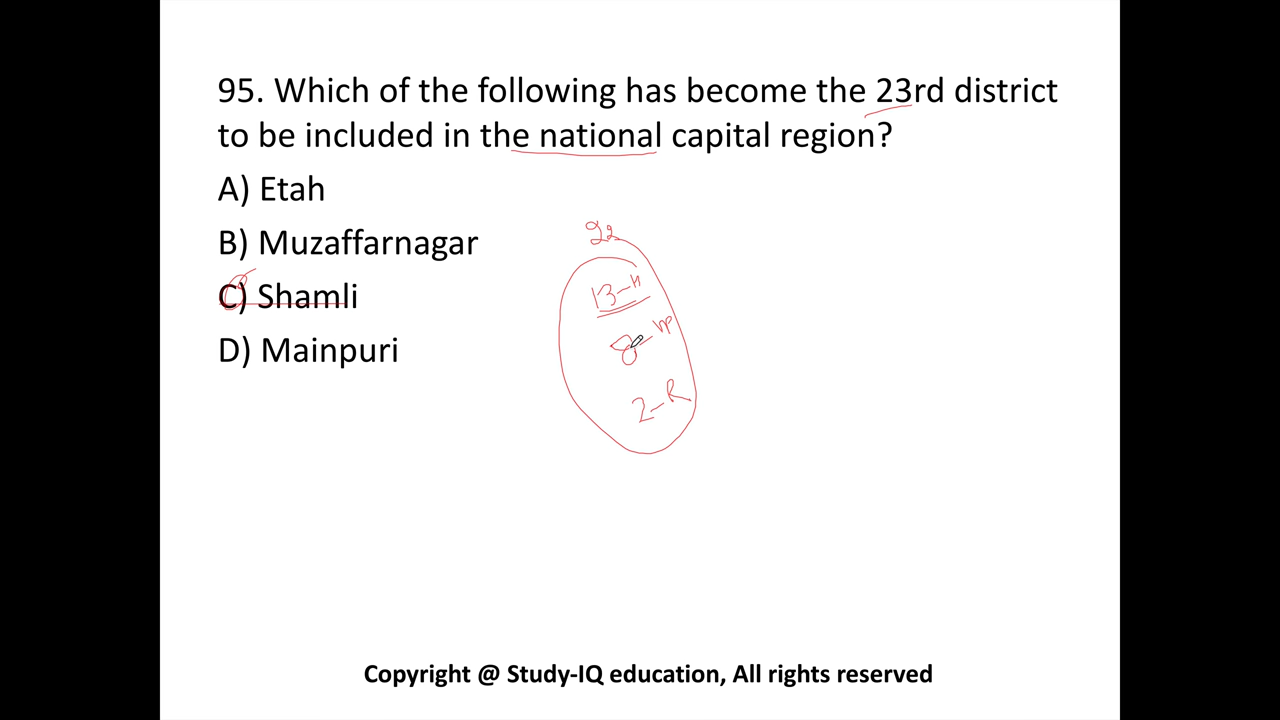 95. Which of the following has become the 23rd district
to be included in the national capital region?
A) Etah
B) Muzaffarnagar
C) Shamli
D) Mainpuri
22
13-H
8-UP
2-R
Copyright @ Study-IQ education, All rights reserved